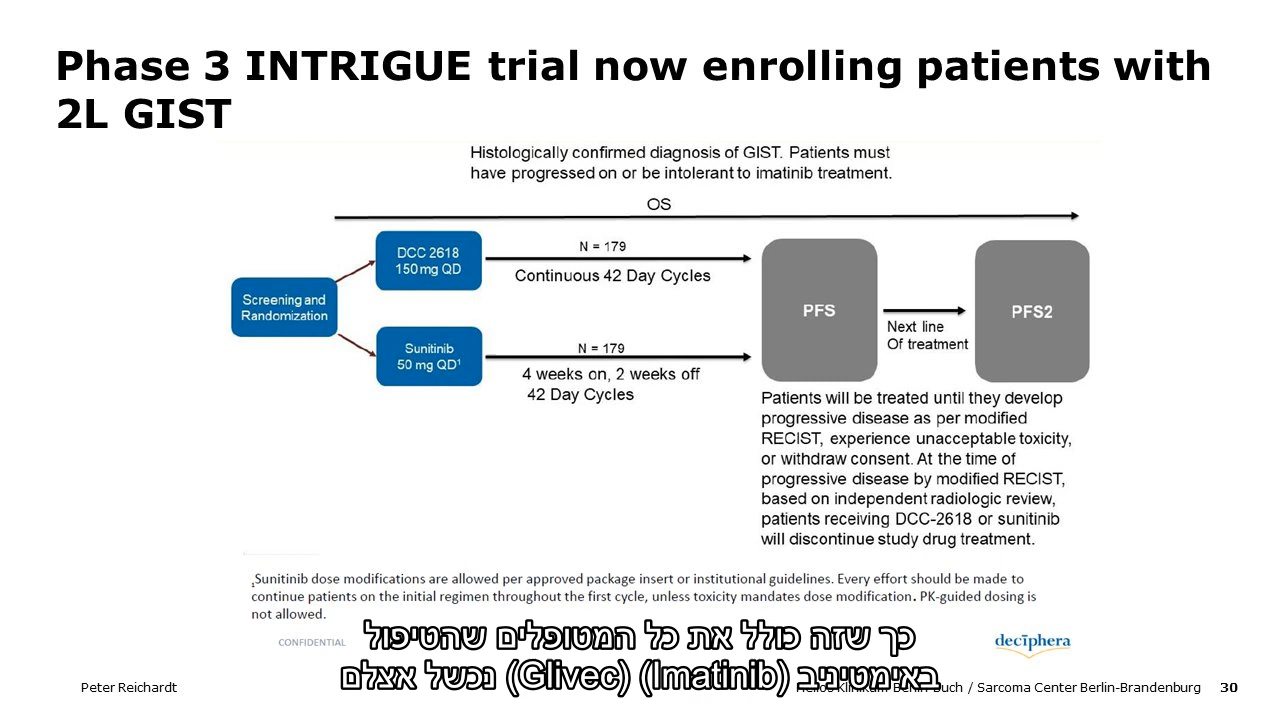 Phase 3 INTRIGUE trial now enrolling patients with
2L GIST
Histologically confirmed diagnosis of GIST. Patients must
have progressed on or be intolerant to imatinib treatment.
OS
DCC 2618
150 mg QD
N = 179
Continuous 42 Day Cycles
Screening and
Randomization
Sunitinib
50 mg QD¹
N = 179
4 weeks on, 2 weeks off
42 Day Cycles
PFS
Next line
Of treatment
PFS2
Patients will be treated until they develop
progressive disease as per modified
RECIST, experience unacceptable toxicity,
or withdraw consent. At the time of
progressive disease by modified RECIST,
based on independent radiologic review,
patients receiving DCC-2618 or sunitinib
will discontinue study drug treatment.
₁Sunitinib dose modifications are allowed per approved package insert or institutional guidelines. Every effort should be made to
continue patients on the initial regimen throughout the first cycle, unless toxicity mandates dose modification. PK-guided dosing is
not allowed.
CONFIDENTIAL
decīphera
כך שזה כולל את כל המטופלים שהטיפול
באימטיניב (Imatinib) (Glivec) נכשל אצלם
Peter Reichardt
Helios Klinikum Berlin-Buch / Sarcoma Center Berlin-Brandenburg
30